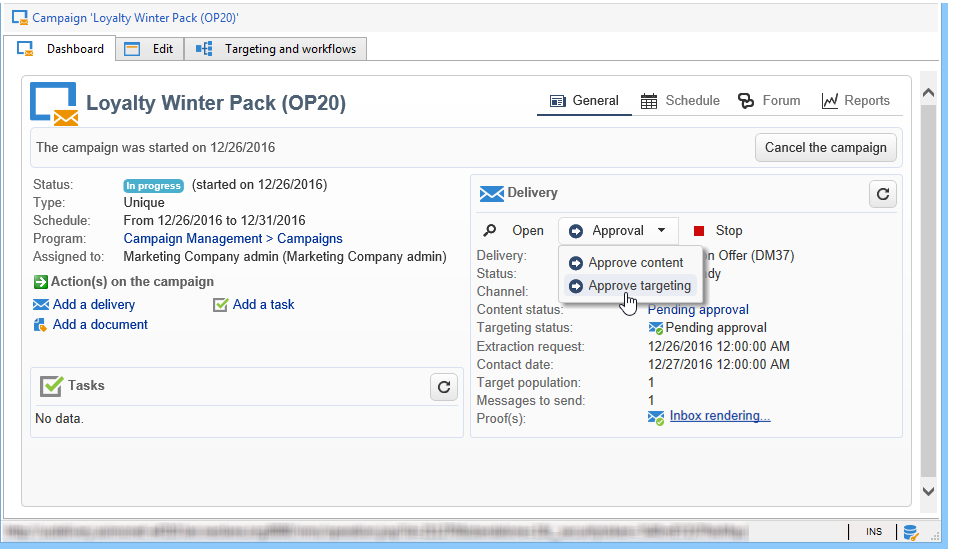 Campaign 'Loyalty Winter Pack (OP20)'
Dashboard Edit Targeting and workflows
Loyalty Winter Pack (OP20)
General Schedule Forum Reports
The campaign was started on 12/26/2016 Cancel the campaign
Status: In progress (started on 12/26/2016)
Type: Unique
Schedule: From 12/26/2016 to 12/31/2016
Program: Campaign Management > Campaigns
Assigned to: Marketing Company admin (Marketing Company admin)
Action(s) on the campaign
Add a delivery Add a task
Add a document
Tasks
No data.
Delivery
Open Approval Stop
Approve content
Approve targeting
Delivery: n Offer (DM37)
Status: dy
Channel:
Content status: Pending approval
Targeting status: Pending approval
Extraction request: 12/26/2016 12:00:00 AM
Contact date: 12/27/2016 12:00:00 AM
Target population: 1
Messages to send: 1
Proof(s): Inbox rendering...
INS